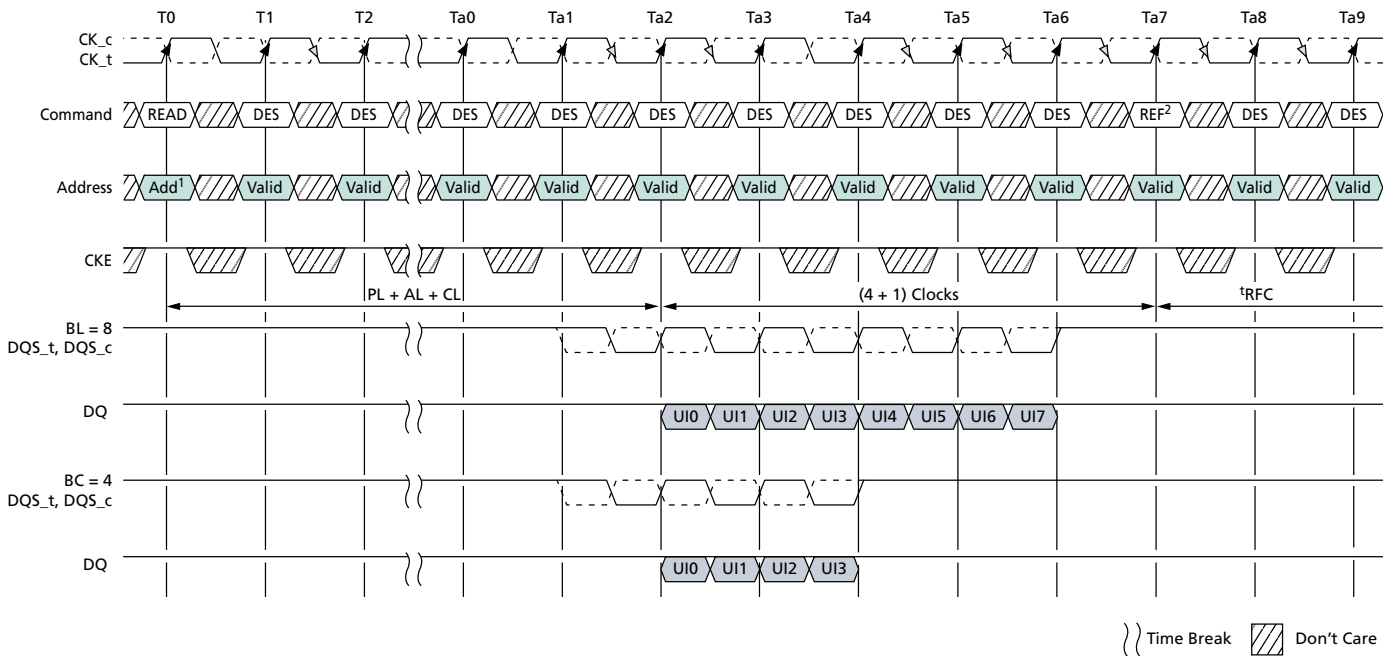 T0 T1 T2 Ta0 Ta1 Ta2 Ta3 Ta4 Ta5 Ta6 Ta7 Ta8 Ta9
CK_c
CK_t
Command READ DES DES DES DES DES DES DES DES DES REF2 DES DES
Address Add1 Valid Valid Valid Valid Valid Valid Valid Valid Valid Valid Valid Valid
CKE
PL + AL + CL (4 + 1) Clocks tRFC
BL = 8
DQS_t, DQS_c
DQ UI0 UI1 UI2 UI3 UI4 UI5 UI6 UI7
BC = 4
DQS_t, DQS_c
DQ UI0 UI1 UI2 UI3
Time Break Don't Care